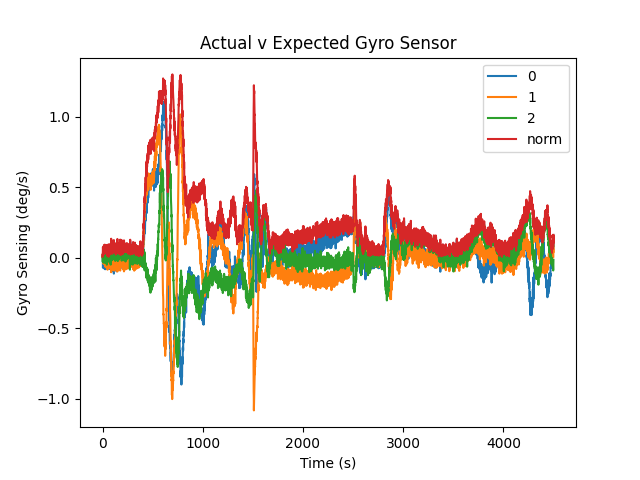 Actual v Expected Gyro Sensor
0
1
2
norm
Gyro Sensing (deg/s)
1.0
0.5
0.0
−0.5
−1.0
0 1000 2000 3000 4000
Time (s)